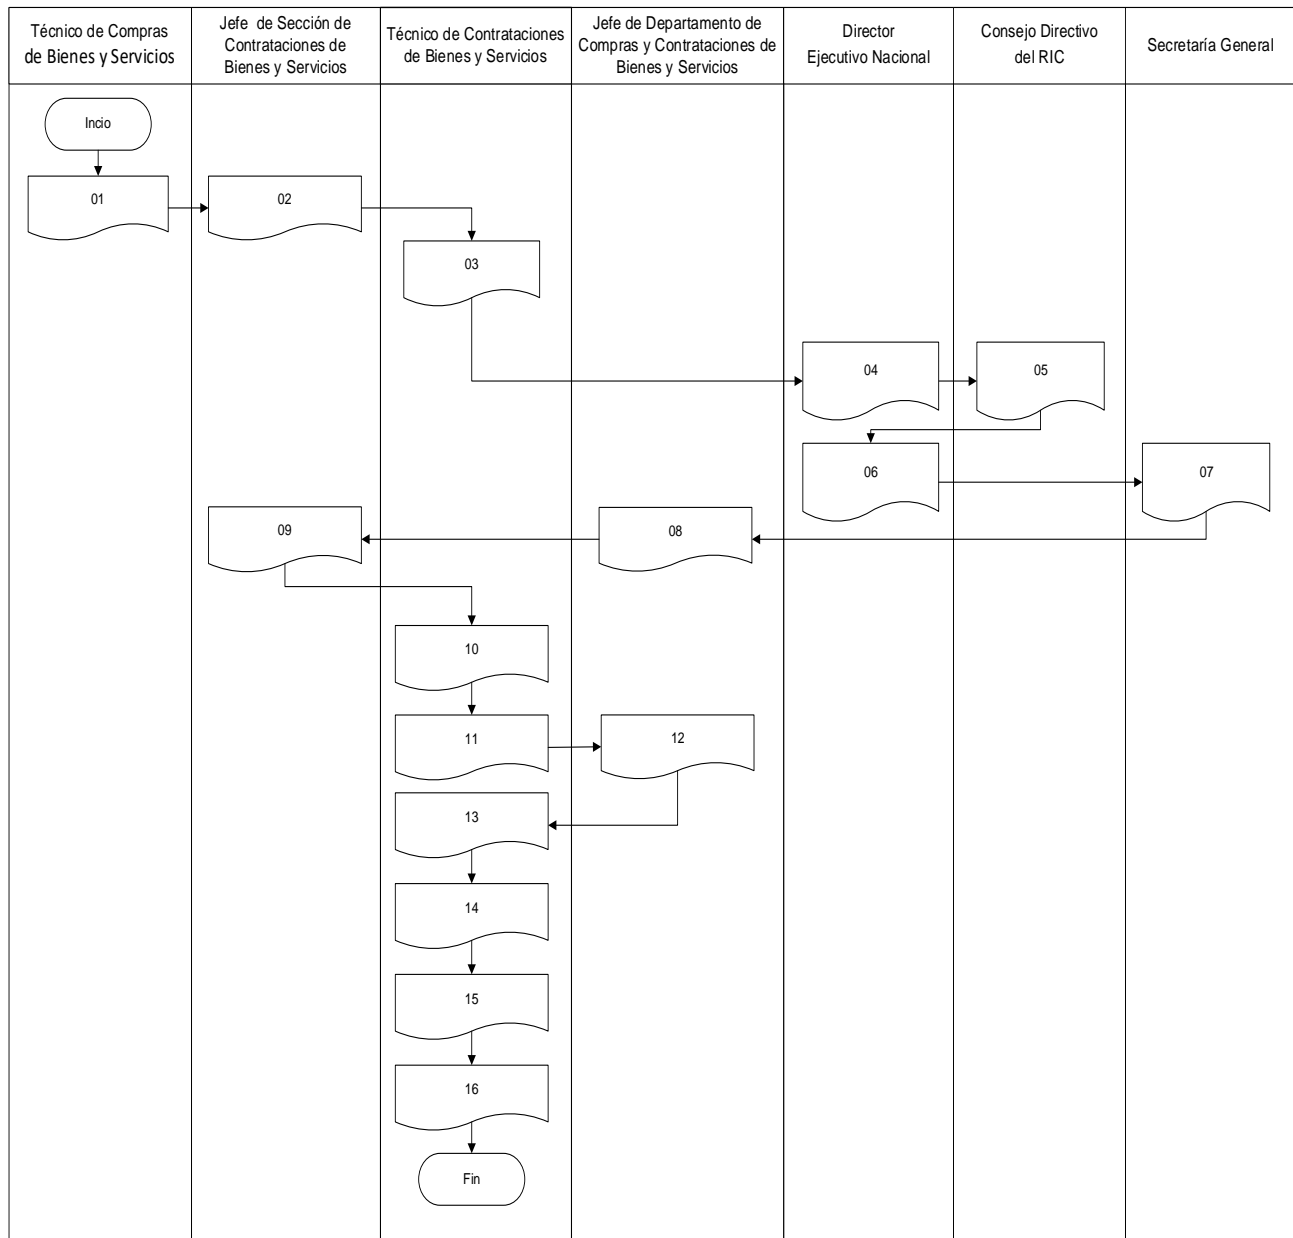 Técnico de Compras
de Bienes y Servicios
Jefe de Sección de
Contrataciones de
Bienes y Servicios
Técnico de Contrataciones
de Bienes y Servicios
Jefe de Departamento de
Compras y Contrataciones de
Bienes y Servicios
Director
Ejecutivo Nacional
Consejo Directivo
del RIC
Secretaría General
Incio
01
02
03
04
05
06
07
08
09
10
11
12
13
14
15
16
Fin